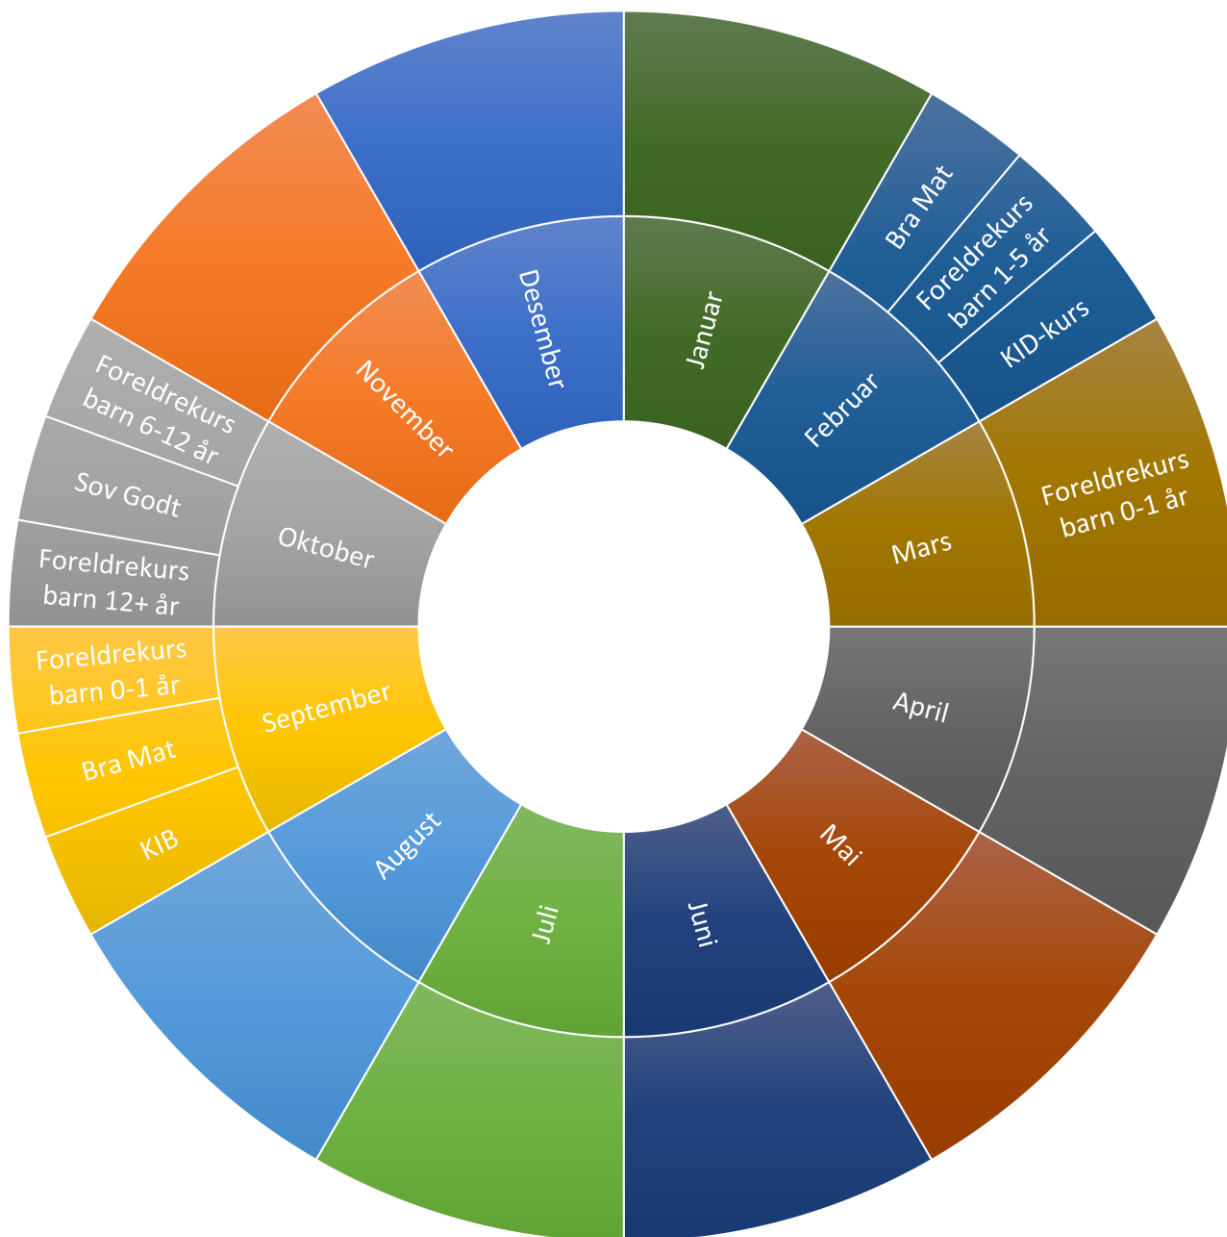 Januar
Februar
Bra Mat
Foreldrekurs
barn 1-5 år
KID-kurs
Mars
Foreldrekurs
barn 0-1 år
April
Mai
Juni
Juli
August
September
KIB
Bra Mat
Foreldrekurs
barn 0-1 år
Oktober
Foreldrekurs
barn 12+ år
Sov Godt
Foreldrekurs
barn 6-12 år
November
Desember